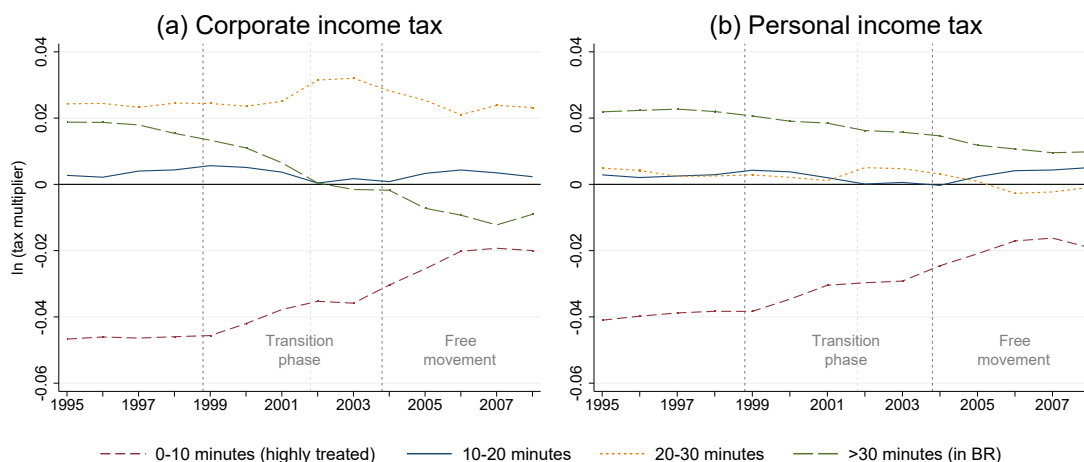 (a) Corporate income tax
ln (tax multiplier)
0.04
0.02
0
-0.02
-0.04
-0.06
Transition
phase
Free
movement
1995 1997 1999 2001 2003 2005 2007
(b) Personal income tax
0.04
0.02
0
-0.02
-0.04
-0.06
Transition
phase
Free
movement
1995 1997 1999 2001 2003 2005 2007
0-10 minutes (highly treated) 10-20 minutes 20-30 minutes >30 minutes (in BR)